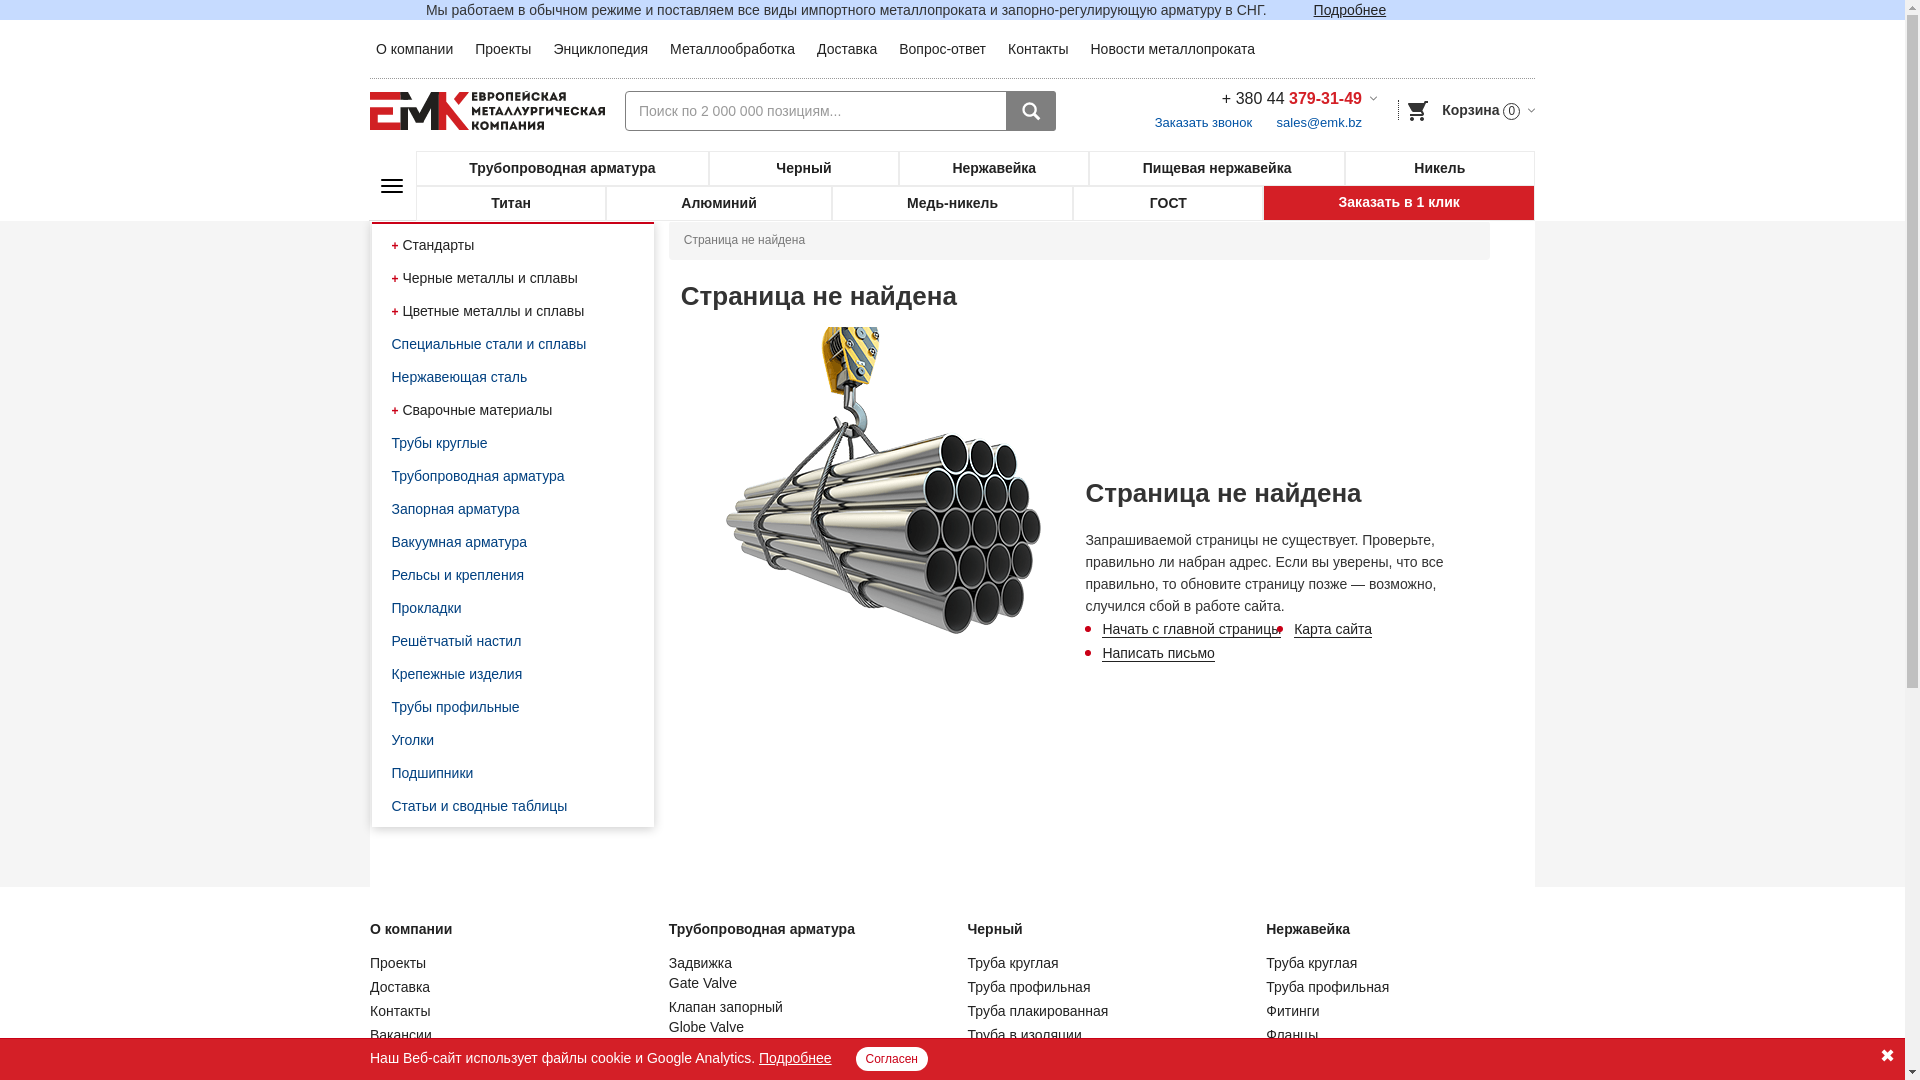 Мы работаем в обычном режиме и поставляем все виды импортного металлопроката и запорно-регулирующую арматуру в СНГ. Подробнее
О компании Проекты Энциклопедия Металлообработка Доставка Вопрос-ответ Контакты Новости металлопроката
ЕМК ЕВРОПЕЙСКАЯ
МЕТАЛЛУРГИЧЕСКАЯ
КОМПАНИЯ
Поиск по 2 000 000 позициям...
+ 380 44 379-31-49
Заказать звонок sales@emk.bz
Корзина 0
Трубопроводная арматура Черный Нержавейка Пищевая нержавейка Никель
Титан Алюминий Медь-никель ГОСТ Заказать в 1 клик
+ Стандарты
+ Черные металлы и сплавы
+ Цветные металлы и сплавы
Специальные стали и сплавы
Нержавеющая сталь
+ Сварочные материалы
Трубы круглые
Трубопроводная арматура
Запорная арматура
Вакуумная арматура
Рельсы и крепления
Прокладки
Решётчатый настил
Крепежные изделия
Трубы профильные
Уголки
Подшипники
Статьи и сводные таблицы
Страница не найдена
Страница не найдена
Страница не найдена
Запрашиваемой страницы не существует. Проверьте,
правильно ли набран адрес. Если вы уверены, что все
правильно, то обновите страницу позже — возможно,
случился сбой в работе сайта.
Начать с главной страницы Карта сайта
Написать письмо
О компании
Проекты
Доставка
Контакты
Вакансии
Трубопроводная арматура
Задвижка
Gate Valve
Клапан запорный
Globe Valve
Черный
Труба круглая
Труба профильная
Труба плакированная
Труба в изоляции
Нержавейка
Труба круглая
Труба профильная
Фитинги
Фланцы
Наш Веб-сайт использует файлы cookie и Google Analytics. Подробнее Согласен